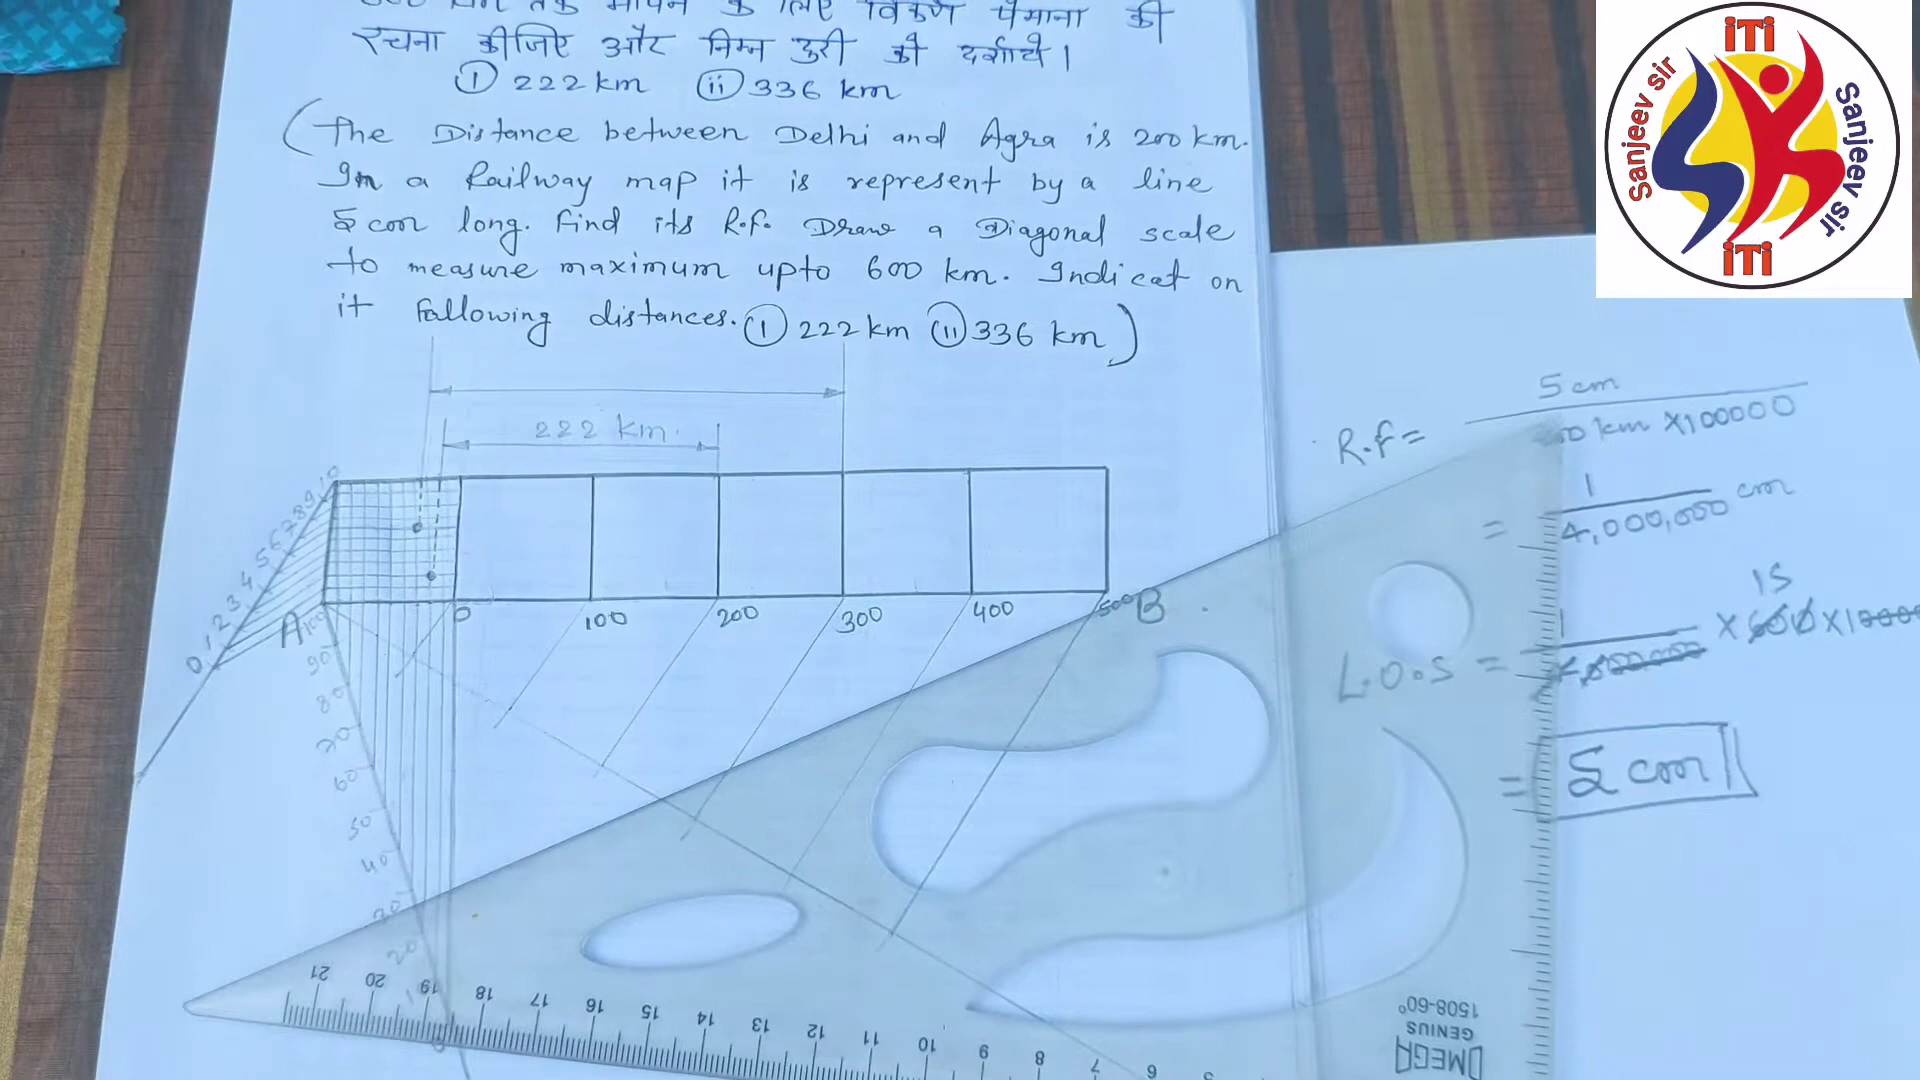 तक मापने के लिए विकर्ण पैमाना की
रचना कीजिए और निम्न दुरी को दर्शाये।
(i) 222 km (ii) 336 km
(The Distance between Delhi and Agra is 200 km.
In a Railway map it is represent by a line
5 cm long. Find its R.f. Draw a Diagonal scale
to measure maximum upto 600 km. Indicat on
it Following distances. (I) 222 km (II) 336 km)
222 km.
10
9
8
7
6
5
4
3
2
1
0
A
100
90
80
70
60
50
40
30
20
0
100
200
300
400
500
B
R.f =
5 cm
km x100000
=
1
4,000,000
cm
L.O.S =
1
x 600 x
15
=
5 cm
21 20 19 18 17 16 15 14 13 12 11 10 9 8 7 6 5
OMEGA
GENIUS
1508-60°
iTi
Sanjeev sir
Sanjeev sir
iTi